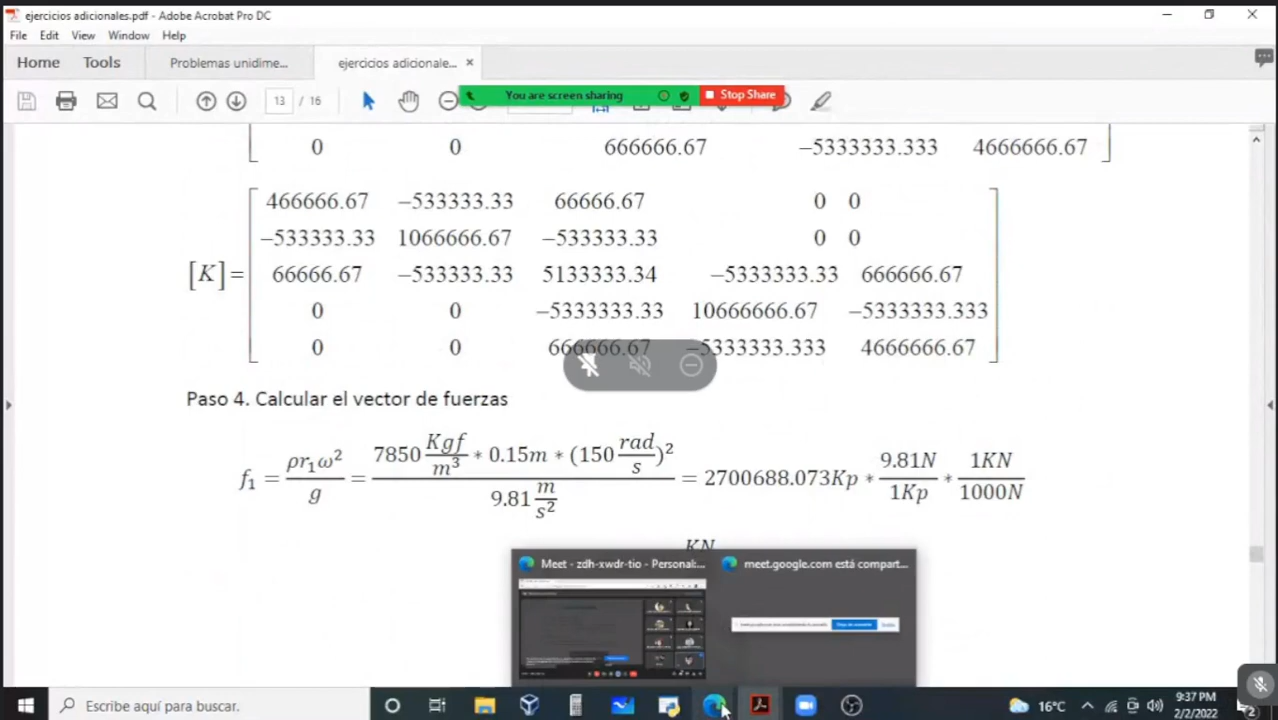 ejercicios adicionales.pdf - Adobe Acrobat Pro DC
File Edit View Window Help
Home Tools Problemas unidime... ejercicios adicionale... ×
13 / 16 You are screen sharing Stop Share
0 0 666666.67 −5333333.333 4666666.67
466666.67 −533333.33 66666.67 0 0
−533333.33 1066666.67 −533333.33 0 0
[K]= 66666.67 −533333.33 5133333.34 −5333333.33 666666.67
0 0 −5333333.33 10666666.67 −5333333.333
0 0 666666.67 −5333333.333 4666666.67
Paso 4. Calcular el vector de fuerzas
f₁ = ρr₁ω² / g = 7850 Kgf/m³ * 0.15m * (150 rad/s)² / 9.81 m/s² = 2700688.073Kp * 9.81N/1Kp * 1KN/1000N
KN
Meet - zdh-xwdr-tio - Personal:... meet.google.com está compart...
Escribe aquí para buscar. 16°C 9:37 PM
2/2/2022 2